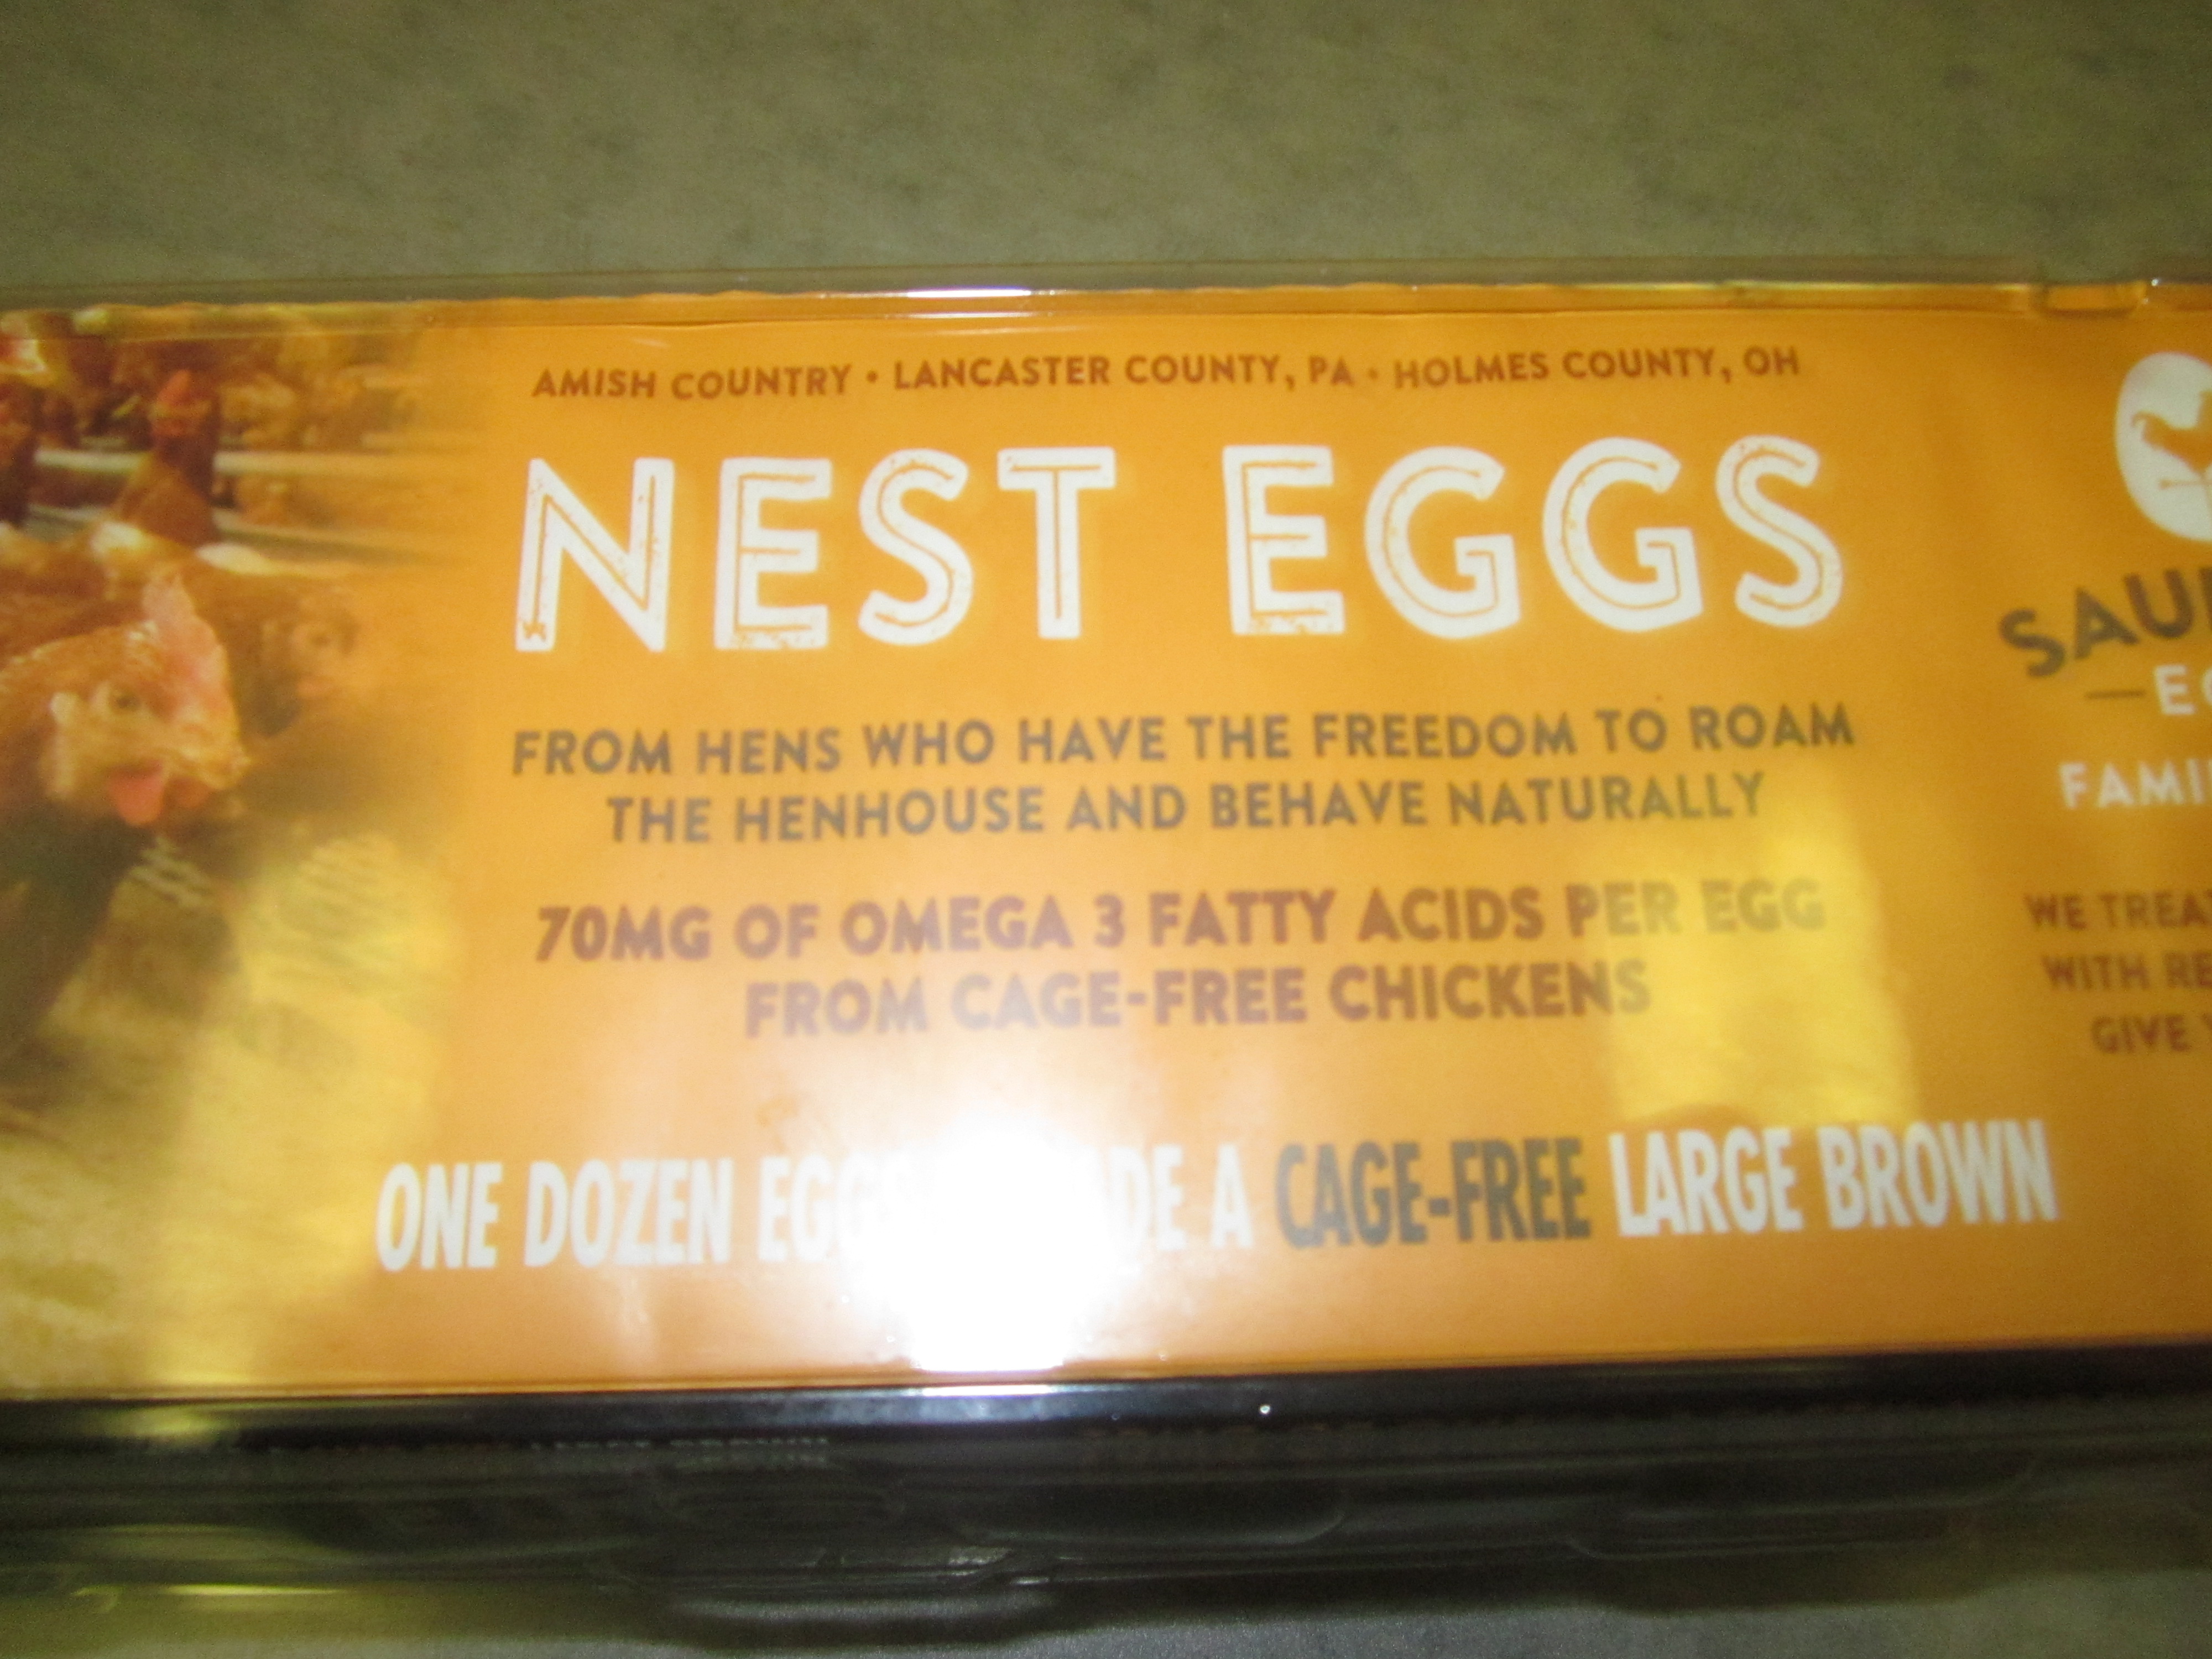 AMISH COUNTRY • LANCASTER COUNTY, PA • HOLMES COUNTY, OH
NEST EGGS
FROM HENS WHO HAVE THE FREEDOM TO ROAM
THE HENHOUSE AND BEHAVE NATURALLY
70MG OF OMEGA 3 FATTY ACIDS PER EGG
FROM CAGE-FREE CHICKENS
ONE DOZEN A CAGE-FREE LARGE BROWN
WE
WITH
GIVE